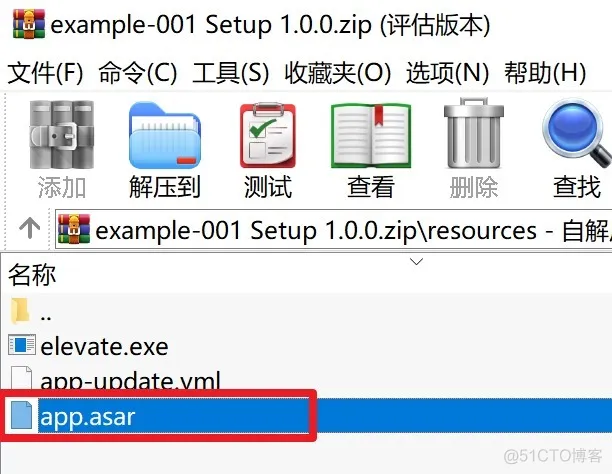 example-001 Setup 1.0.0.zip (评估版本)
文件(F) 命令(C) 工具(S) 收藏夹(O) 选项(N) 帮助(H)
添加 解压到 测试 查看 删除 查找
example-001 Setup 1.0.0.zip\resources - 自解
名称
..
elevate.exe
app-update.yml
app.asar
@51CTO博客